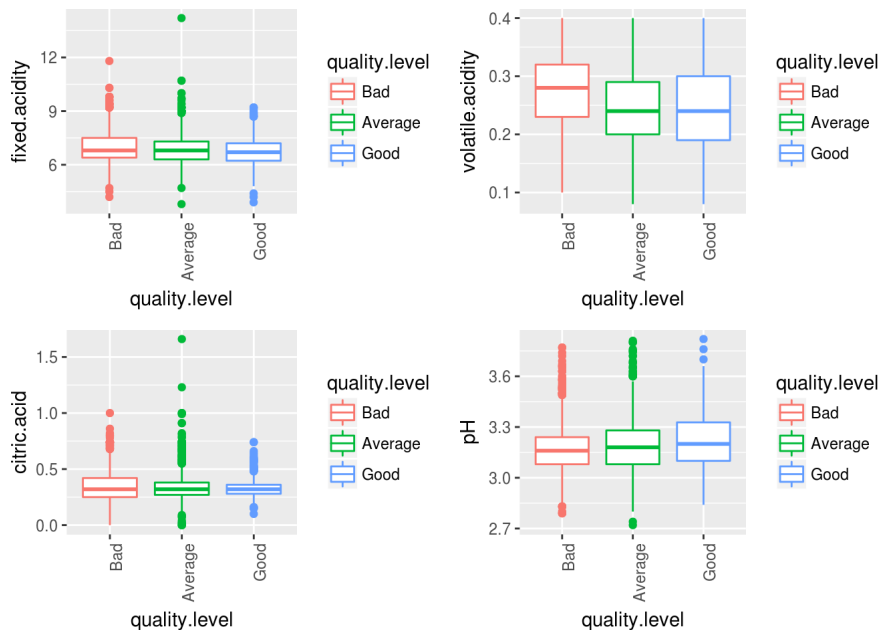 fixed.acidity
12
9
6
Bad
Average
Good
quality.level
quality.level
Bad
Average
Good
volatile.acidity
0.4
0.3
0.2
0.1
Bad
Average
Good
quality.level
quality.level
Bad
Average
Good
citric.acid
1.5
1.0
0.5
0.0
Bad
Average
Good
quality.level
quality.level
Bad
Average
Good
pH
3.6
3.3
3.0
2.7
Bad
Average
Good
quality.level
quality.level
Bad
Average
Good